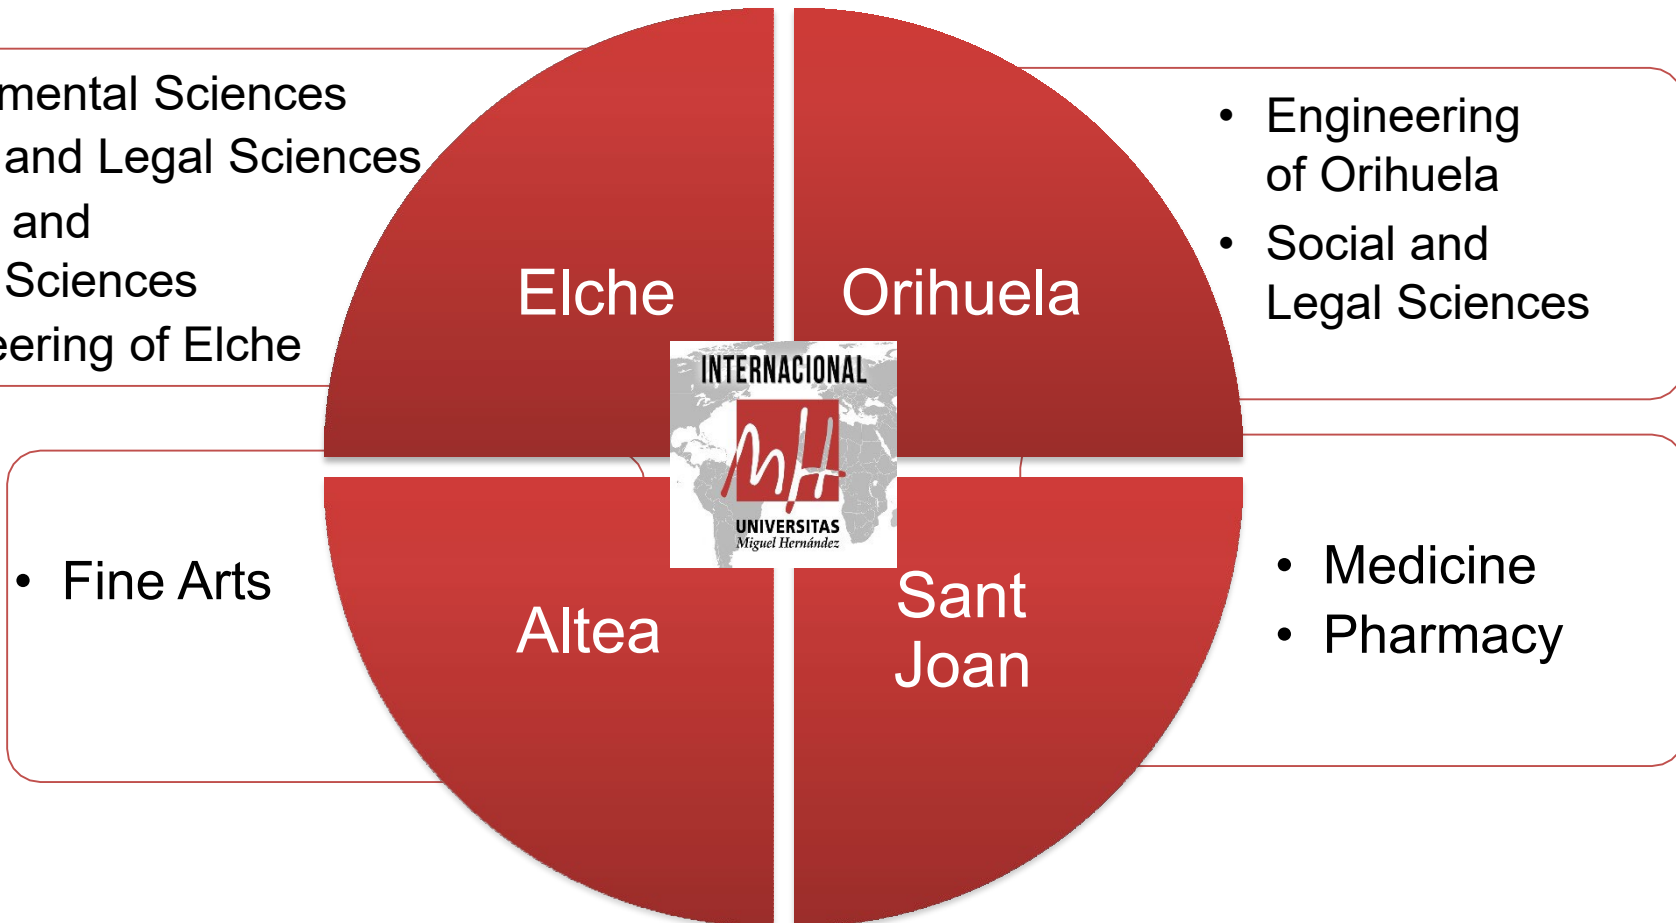 mental Sciences
and Legal Sciences
and
Sciences
eering of Elche
Elche
Orihuela
• Engineering
of Orihuela
• Social and
Legal Sciences
INTERNACIONAL
MH
UNIVERSITAS
Miguel Hernández
• Fine Arts
Altea
Sant
Joan
• Medicine
• Pharmacy